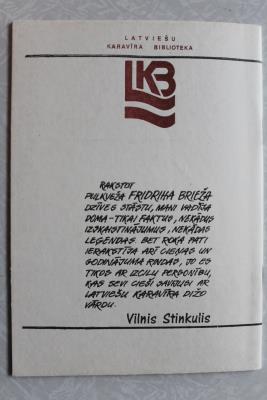 LATVIEŠU
KARAVĪRA BIBLIOTEKA
LKB
RAKSTOT
PULKVEŽA FRIDRIHA BRIEŽA
DZĪVES STĀSTU, MANI VADĪJA
DOMA - TIKAI FAKTUS, NEKĀDUS
IZSKAISTINĀJUMUS, NEKĀDAS
LEĢENDAS. BET ROKA PATI
IERAKSTĪJA ARĪ CIEŅAS UN
GODINĀJUMA RINDAS, JO ES
TIKOS AR IZCILU PERSONĪBU,
KAS SEVI CIEŠI SAVIJUSI AR
LATVIEŠU KARAVĪRA DIŽO
VĀRDU.
Vilnis Stinkulis